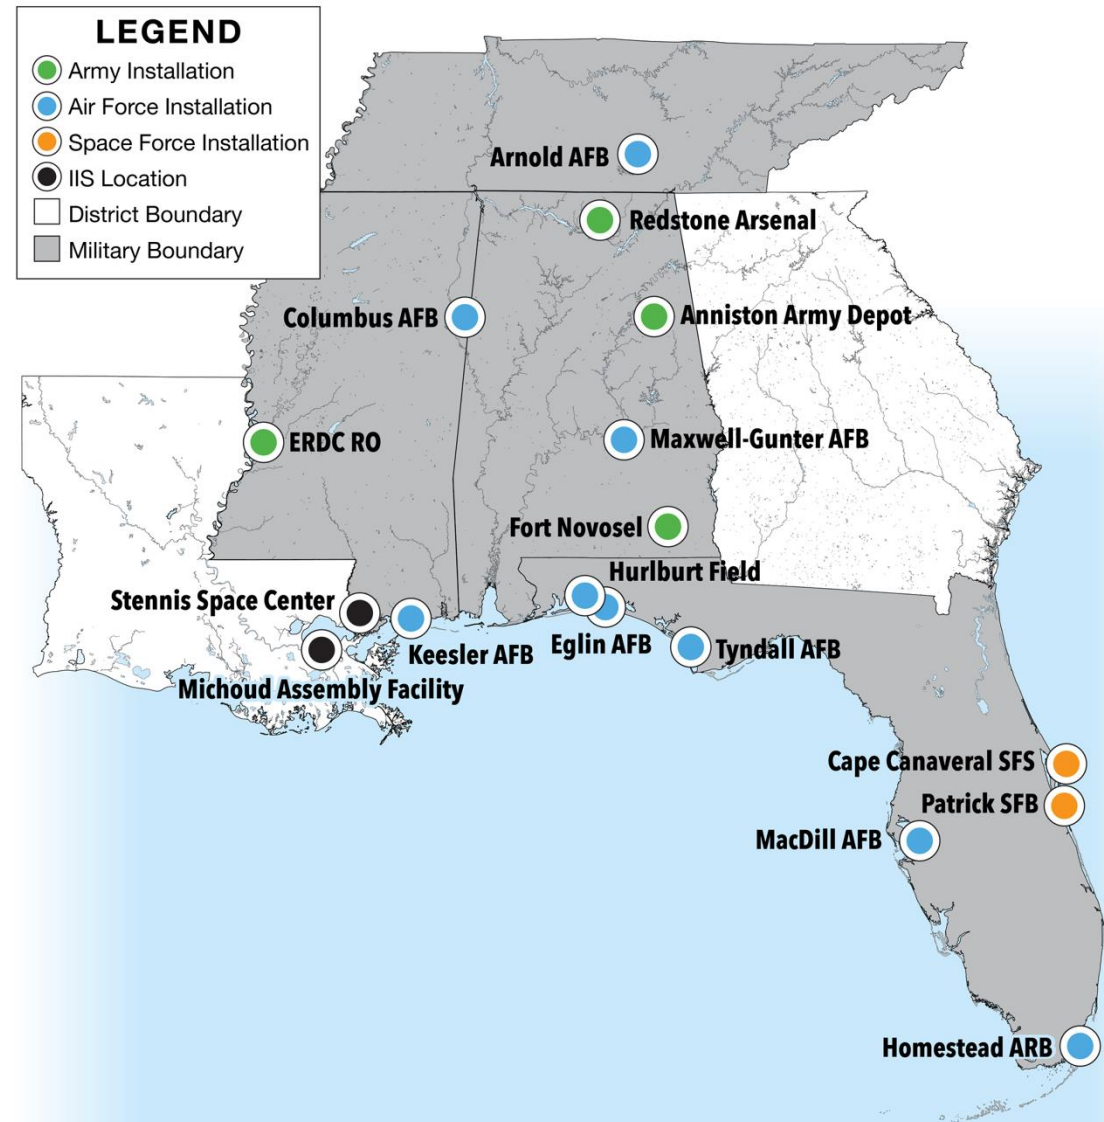 LEGEND
Army Installation
Air Force Installation
Space Force Installation
IIS Location
District Boundary
Military Boundary
Arnold AFB
Redstone Arsenal
Columbus AFB
Anniston Army Depot
ERDC RO
Maxwell-Gunter AFB
Fort Novosel
Hurlburt Field
Stennis Space Center
Keesler AFB
Eglin AFB
Tyndall AFB
Michoud Assembly Facility
Cape Canaveral SFS
Patrick SFB
MacDill AFB
Homestead ARB